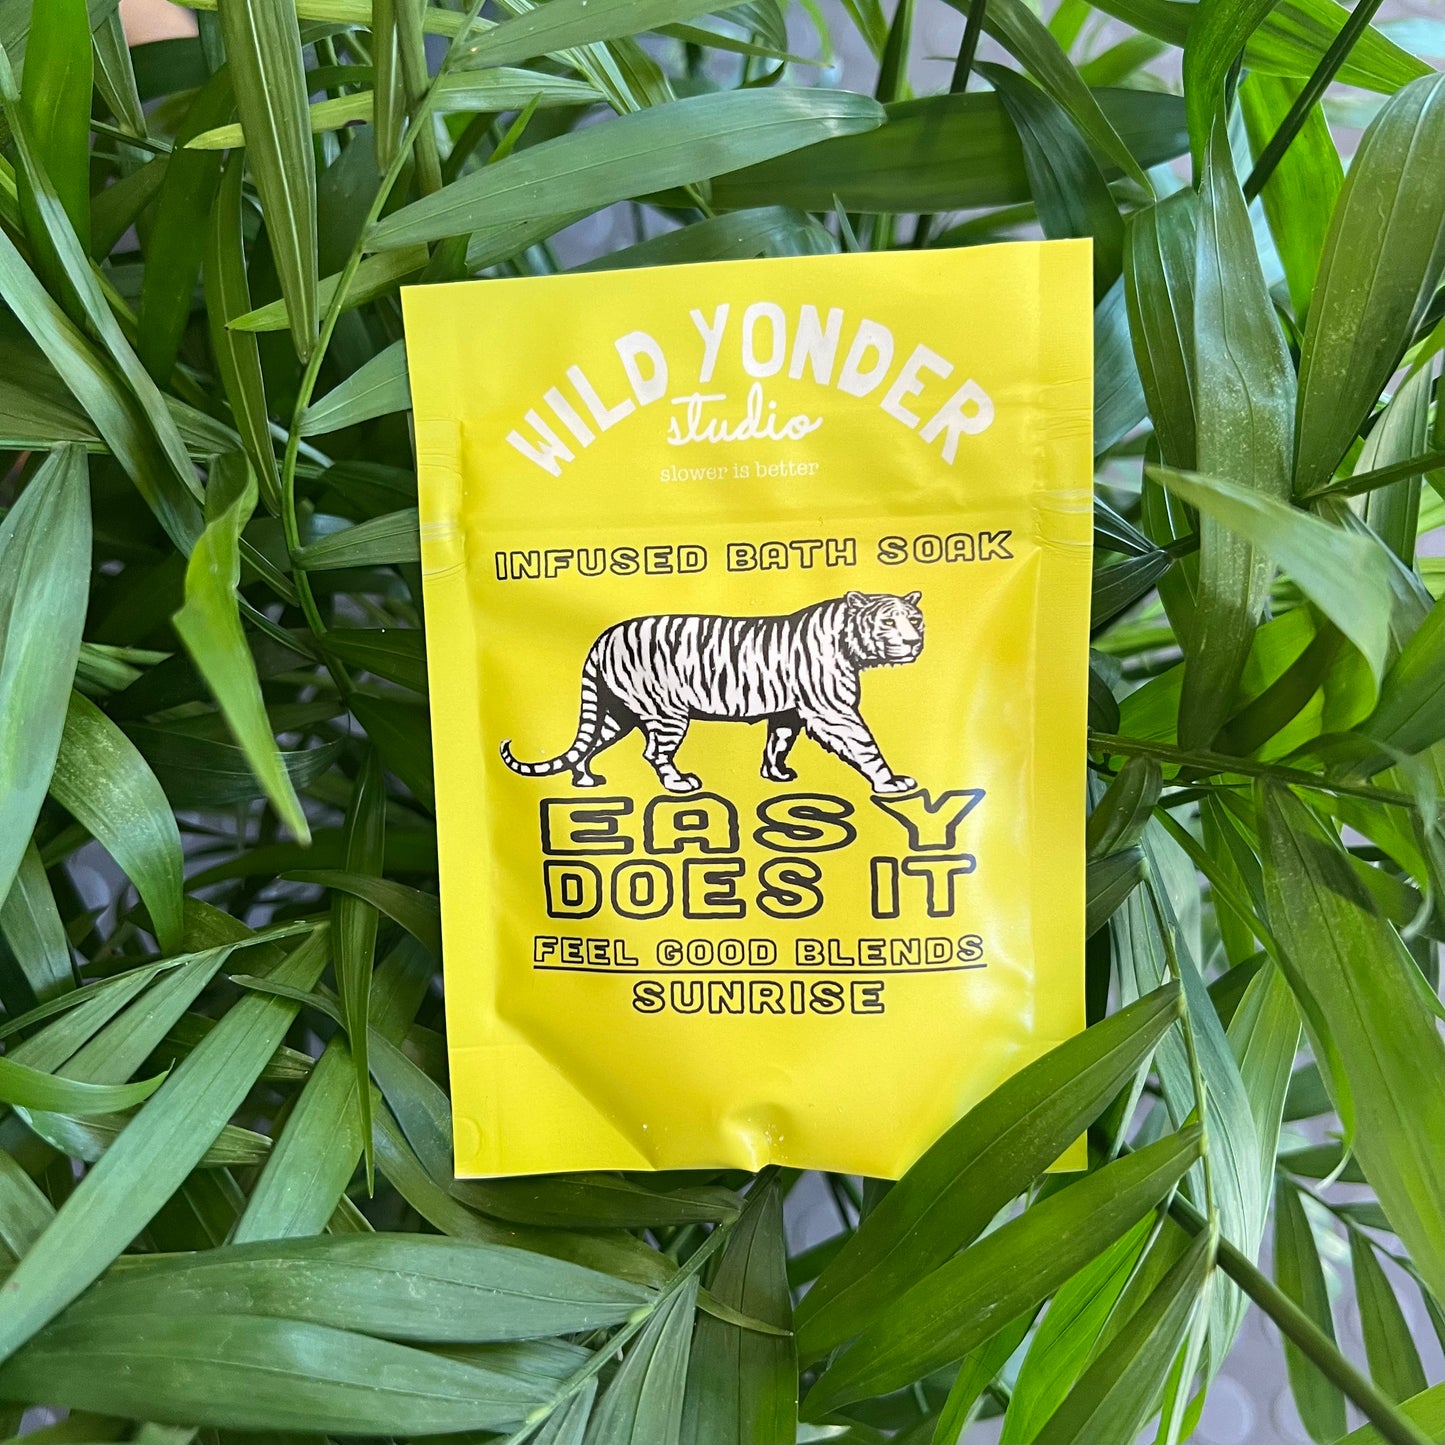 WILD YONDER
studio
slower is better
INFUSED BATH SOAK
EASY
DOES IT
FEEL GOOD BLENDS
SUNRISE